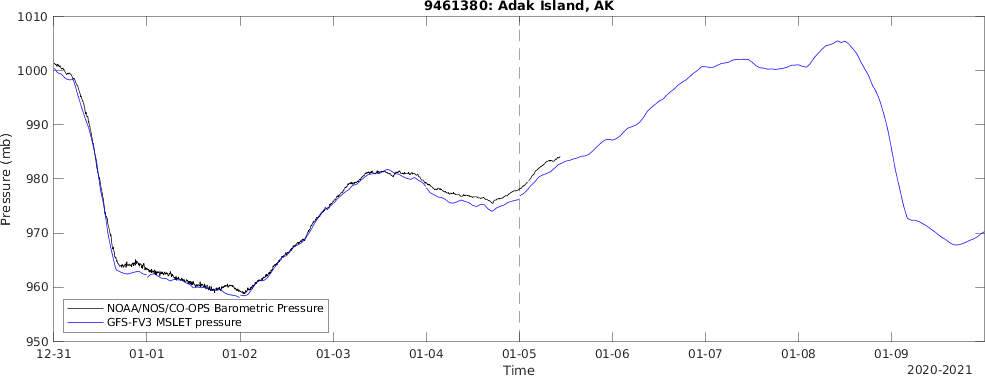 9461380: Adak Island, AK
Pressure (mb)
1010
1000
990
980
970
960
950
NOAA/NOS/CO-OPS Barometric Pressure
GFS-FV3 MSLET pressure
12-31 01-01 01-02 01-03 01-04 01-05 01-06 01-07 01-08 01-09
Time
2020-2021